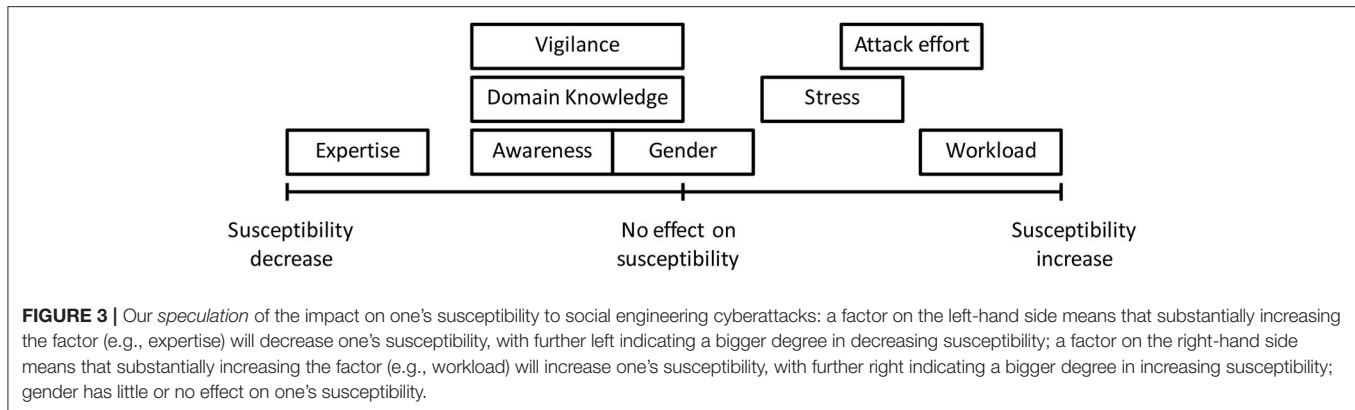 Vigilance
Attack effort
Domain Knowledge
Stress
Expertise
Awareness
Gender
Workload
Susceptibility
decrease
No effect on
susceptibility
Susceptibility
increase
FIGURE 3 | Our speculation of the impact on one’s susceptibility to social engineering cyberattacks: a factor on the left-hand side means that substantially increasing
the factor (e.g., expertise) will decrease one’s susceptibility, with further left indicating a bigger degree in decreasing susceptibility; a factor on the right-hand side
means that substantially increasing the factor (e.g., workload) will increase one’s susceptibility, with further right indicating a bigger degree in increasing susceptibility;
gender has little or no effect on one’s susceptibility.